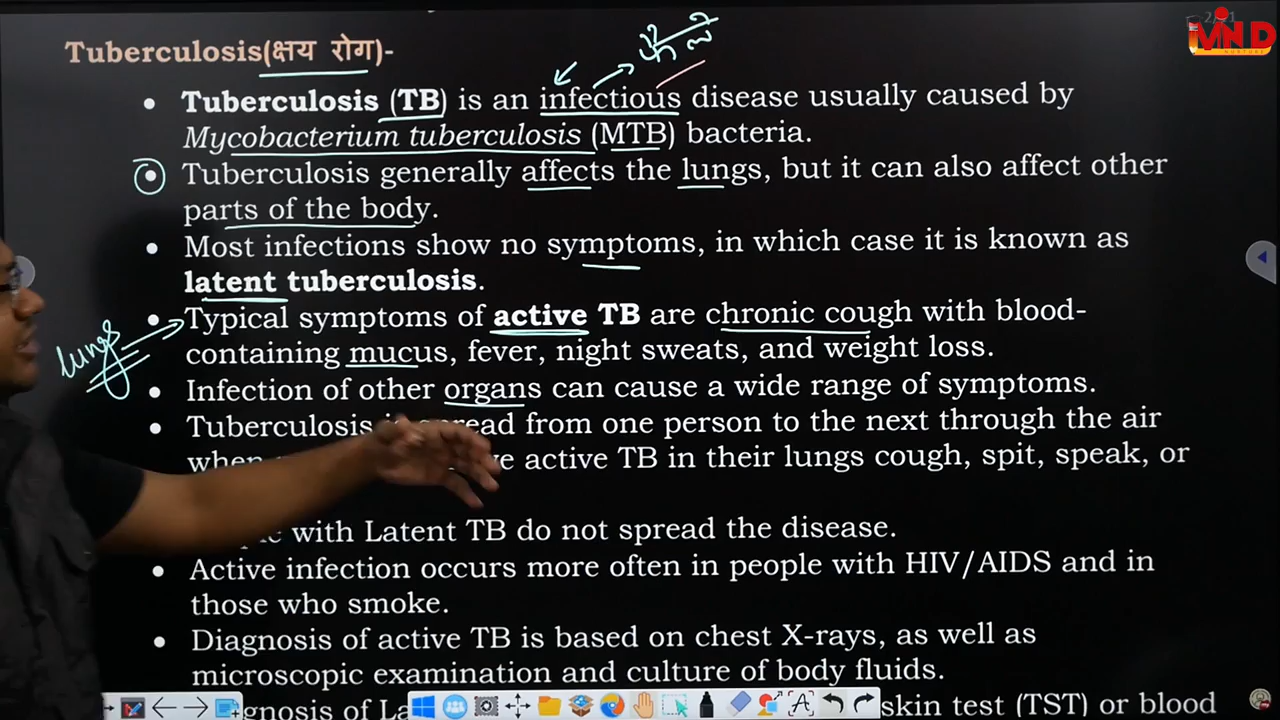 MIND
Tuberculosis(क्षय रोग)-
• Tuberculosis (TB) is an infectious disease usually caused by
Mycobacterium tuberculosis (MTB) bacteria.
• Tuberculosis generally affects the lungs, but it can also affect other
parts of the body.
• Most infections show no symptoms, in which case it is known as
latent tuberculosis.
lungs
• Typical symptoms of active TB are chronic cough with blood-
containing mucus, fever, night sweats, and weight loss.
• Infection of other organs can cause a wide range of symptoms.
• Tuberculosis spread from one person to the next through the air
when active TB in their lungs cough, spit, speak, or
with Latent TB do not spread the disease.
• Active infection occurs more often in people with HIV/AIDS and in
those who smoke.
• Diagnosis of active TB is based on chest X-rays, as well as
microscopic examination and culture of body fluids.
of skin test (TST) or blood